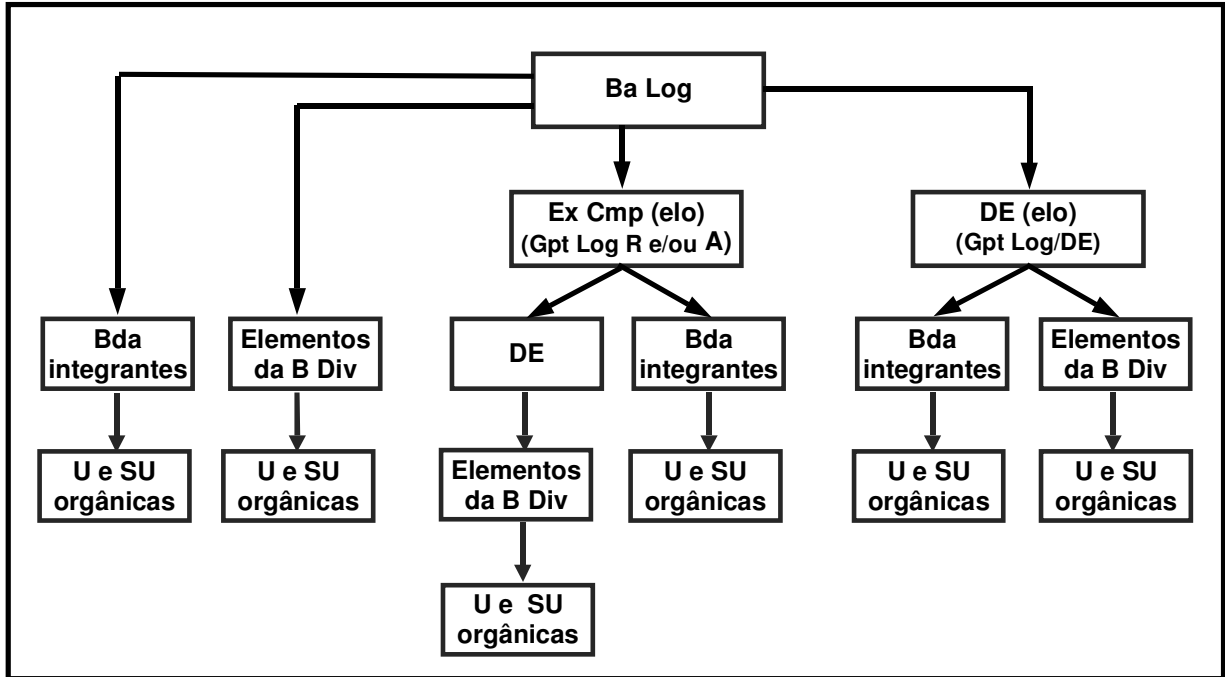 Ba Log
Ex Cmp (elo)
(Gpt Log R e/ou A)
DE (elo)
(Gpt Log/DE)
Bda
integrantes
Elementos
da B Div
DE
Bda
integrantes
Bda
integrantes
Elementos
da B Div
U e SU
orgânicas
U e SU
orgânicas
Elementos
da B Div
U e SU
orgânicas
U e SU
orgânicas
U e SU
orgânicas
U e SU
orgânicas